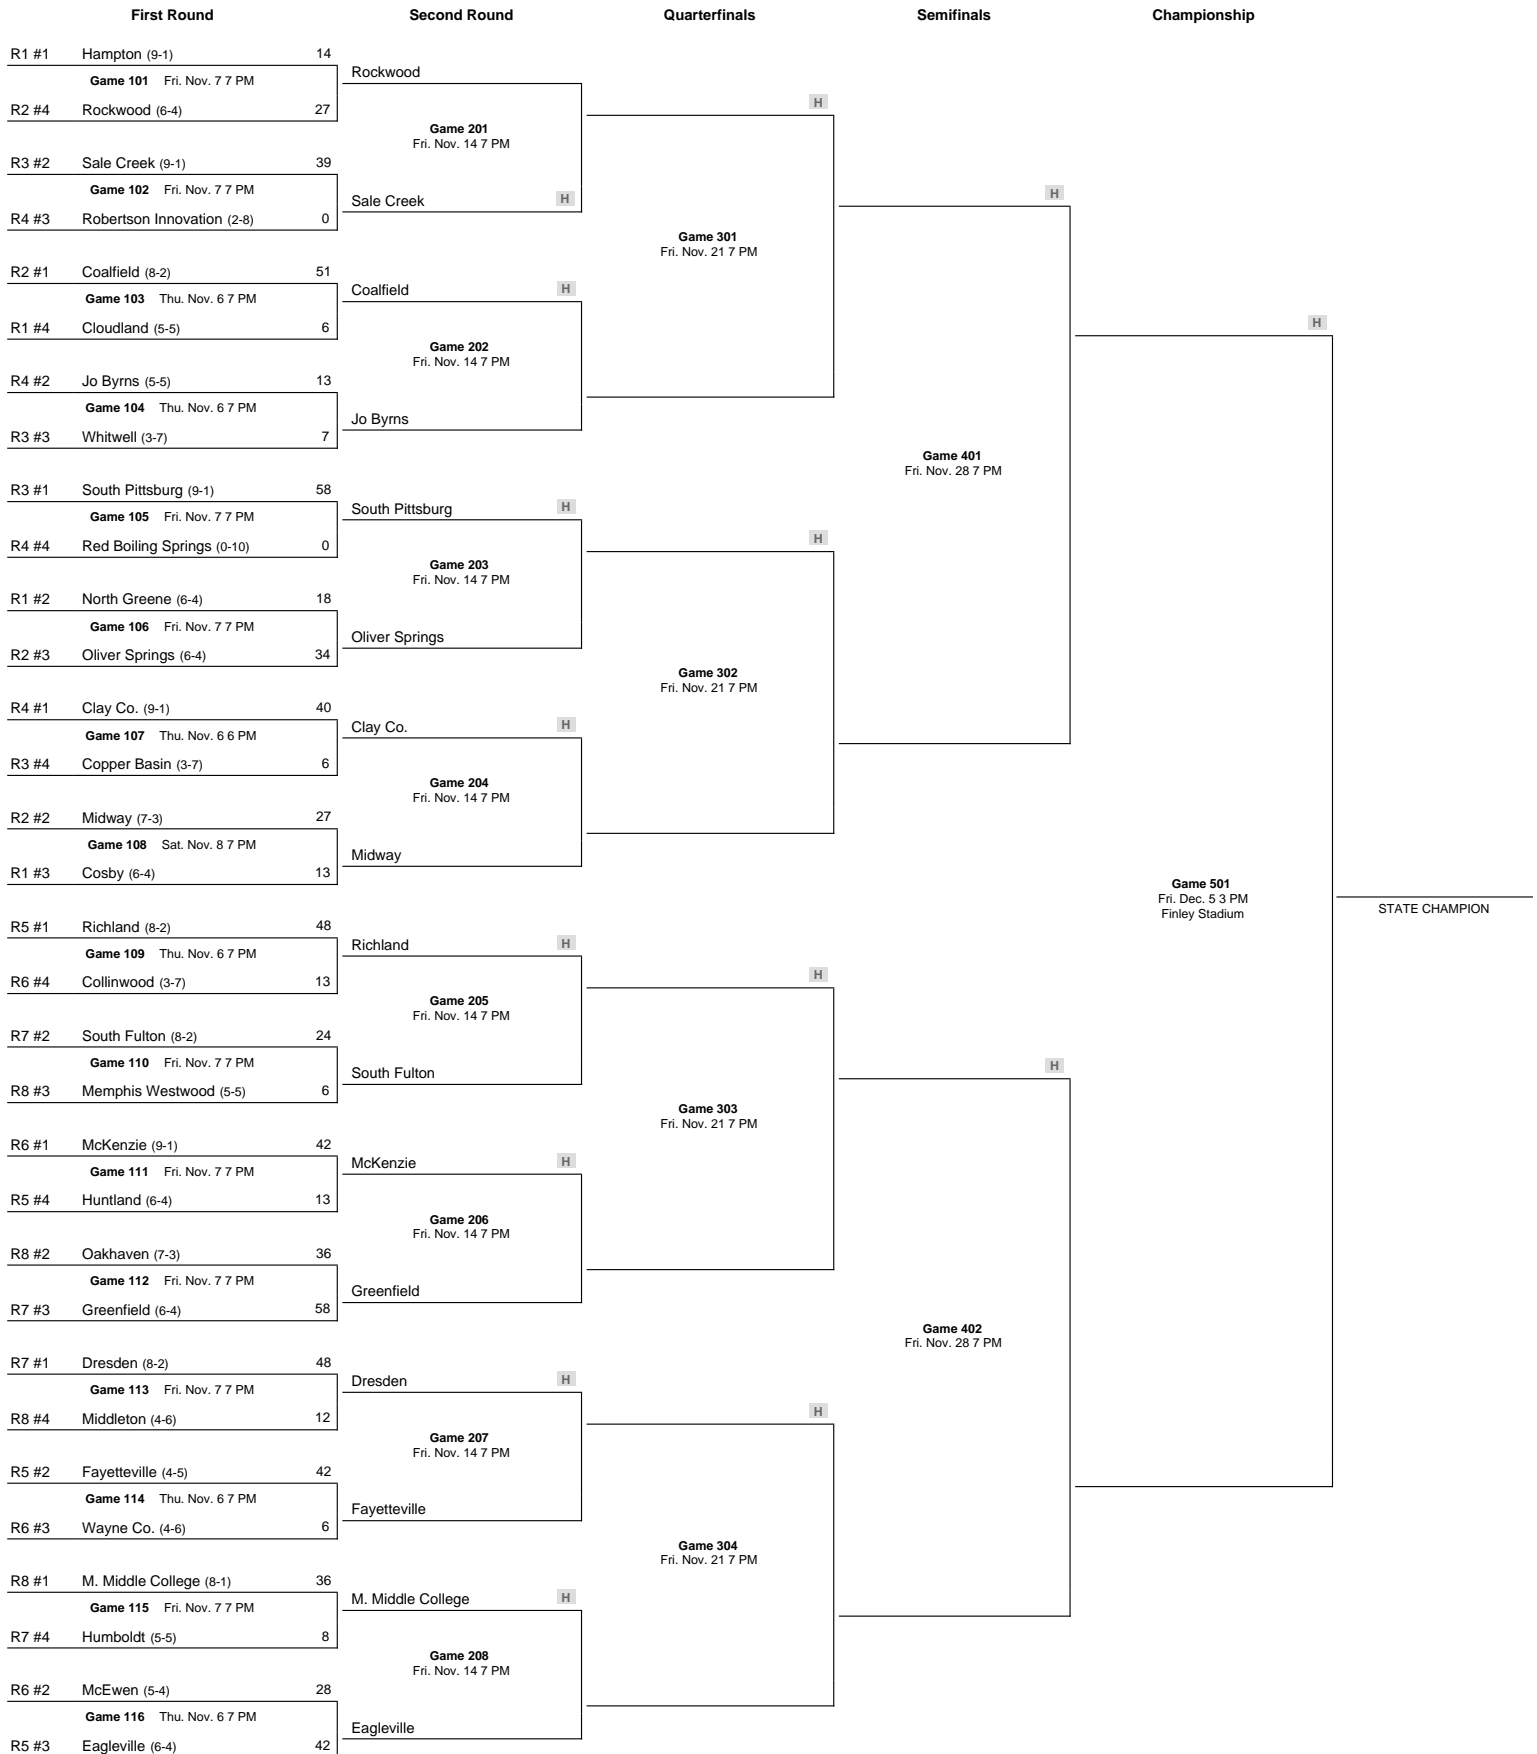 First Round Second Round Quarterfinals Semifinals Championship
R1 #1 Hampton (9-1) 14
Game 101 Fri. Nov. 7 7 PM
R2 #4 Rockwood (6-4) 27
R3 #2 Sale Creek (9-1) 39
Game 102 Fri. Nov. 7 7 PM
R4 #3 Robertson Innovation (2-8) 0
R2 #1 Coalfield (8-2) 51
Game 103 Thu. Nov. 6 7 PM
R1 #4 Cloudland (5-5) 6
R4 #2 Jo Byrns (5-5) 13
Game 104 Thu. Nov. 6 7 PM
R3 #3 Whitwell (3-7) 7
R3 #1 South Pittsburg (9-1) 58
Game 105 Fri. Nov. 7 7 PM
R4 #4 Red Boiling Springs (0-10) 0
R1 #2 North Greene (6-4) 18
Game 106 Fri. Nov. 7 7 PM
R2 #3 Oliver Springs (6-4) 34
R4 #1 Clay Co. (9-1) 40
Game 107 Thu. Nov. 6 6 PM
R3 #4 Copper Basin (3-7) 6
R2 #2 Midway (7-3) 27
Game 108 Sat. Nov. 8 7 PM
R1 #3 Cosby (6-4) 13
R5 #1 Richland (8-2) 48
Game 109 Thu. Nov. 6 7 PM
R6 #4 Collinwood (3-7) 13
R7 #2 South Fulton (8-2) 24
Game 110 Fri. Nov. 7 7 PM
R8 #3 Memphis Westwood (5-5) 6
R6 #1 McKenzie (9-1) 42
Game 111 Fri. Nov. 7 7 PM
R5 #4 Huntland (6-4) 13
R8 #2 Oakhaven (7-3) 36
Game 112 Fri. Nov. 7 7 PM
R7 #3 Greenfield (6-4) 58
R7 #1 Dresden (8-2) 48
Game 113 Fri. Nov. 7 7 PM
R8 #4 Middleton (4-6) 12
R5 #2 Fayetteville (4-5) 42
Game 114 Thu. Nov. 6 7 PM
R6 #3 Wayne Co. (4-6) 6
R8 #1 M. Middle College (8-1) 36
Game 115 Fri. Nov. 7 7 PM
R7 #4 Humboldt (5-5) 8
R6 #2 McEwen (5-4) 28
Game 116 Thu. Nov. 6 7 PM
R5 #3 Eagleville (6-4) 42
Rockwood
Game 201
Fri. Nov. 14 7 PM
Sale Creek H
Coalfield H
Game 202
Fri. Nov. 14 7 PM
Jo Byrns
South Pittsburg H
Game 203
Fri. Nov. 14 7 PM
Oliver Springs
Clay Co. H
Game 204
Fri. Nov. 14 7 PM
Midway
Richland H
Game 205
Fri. Nov. 14 7 PM
South Fulton
McKenzie H
Game 206
Fri. Nov. 14 7 PM
Greenfield
Dresden H
Game 207
Fri. Nov. 14 7 PM
Fayetteville
M. Middle College H
Game 208
Fri. Nov. 14 7 PM
Eagleville
H
Game 301
Fri. Nov. 21 7 PM
H
Game 302
Fri. Nov. 21 7 PM
H
Game 303
Fri. Nov. 21 7 PM
H
Game 304
Fri. Nov. 21 7 PM
H
Game 401
Fri. Nov. 28 7 PM
H
Game 402
Fri. Nov. 28 7 PM
H
Game 501
Fri. Dec. 5 3 PM
Finley Stadium
STATE CHAMPION